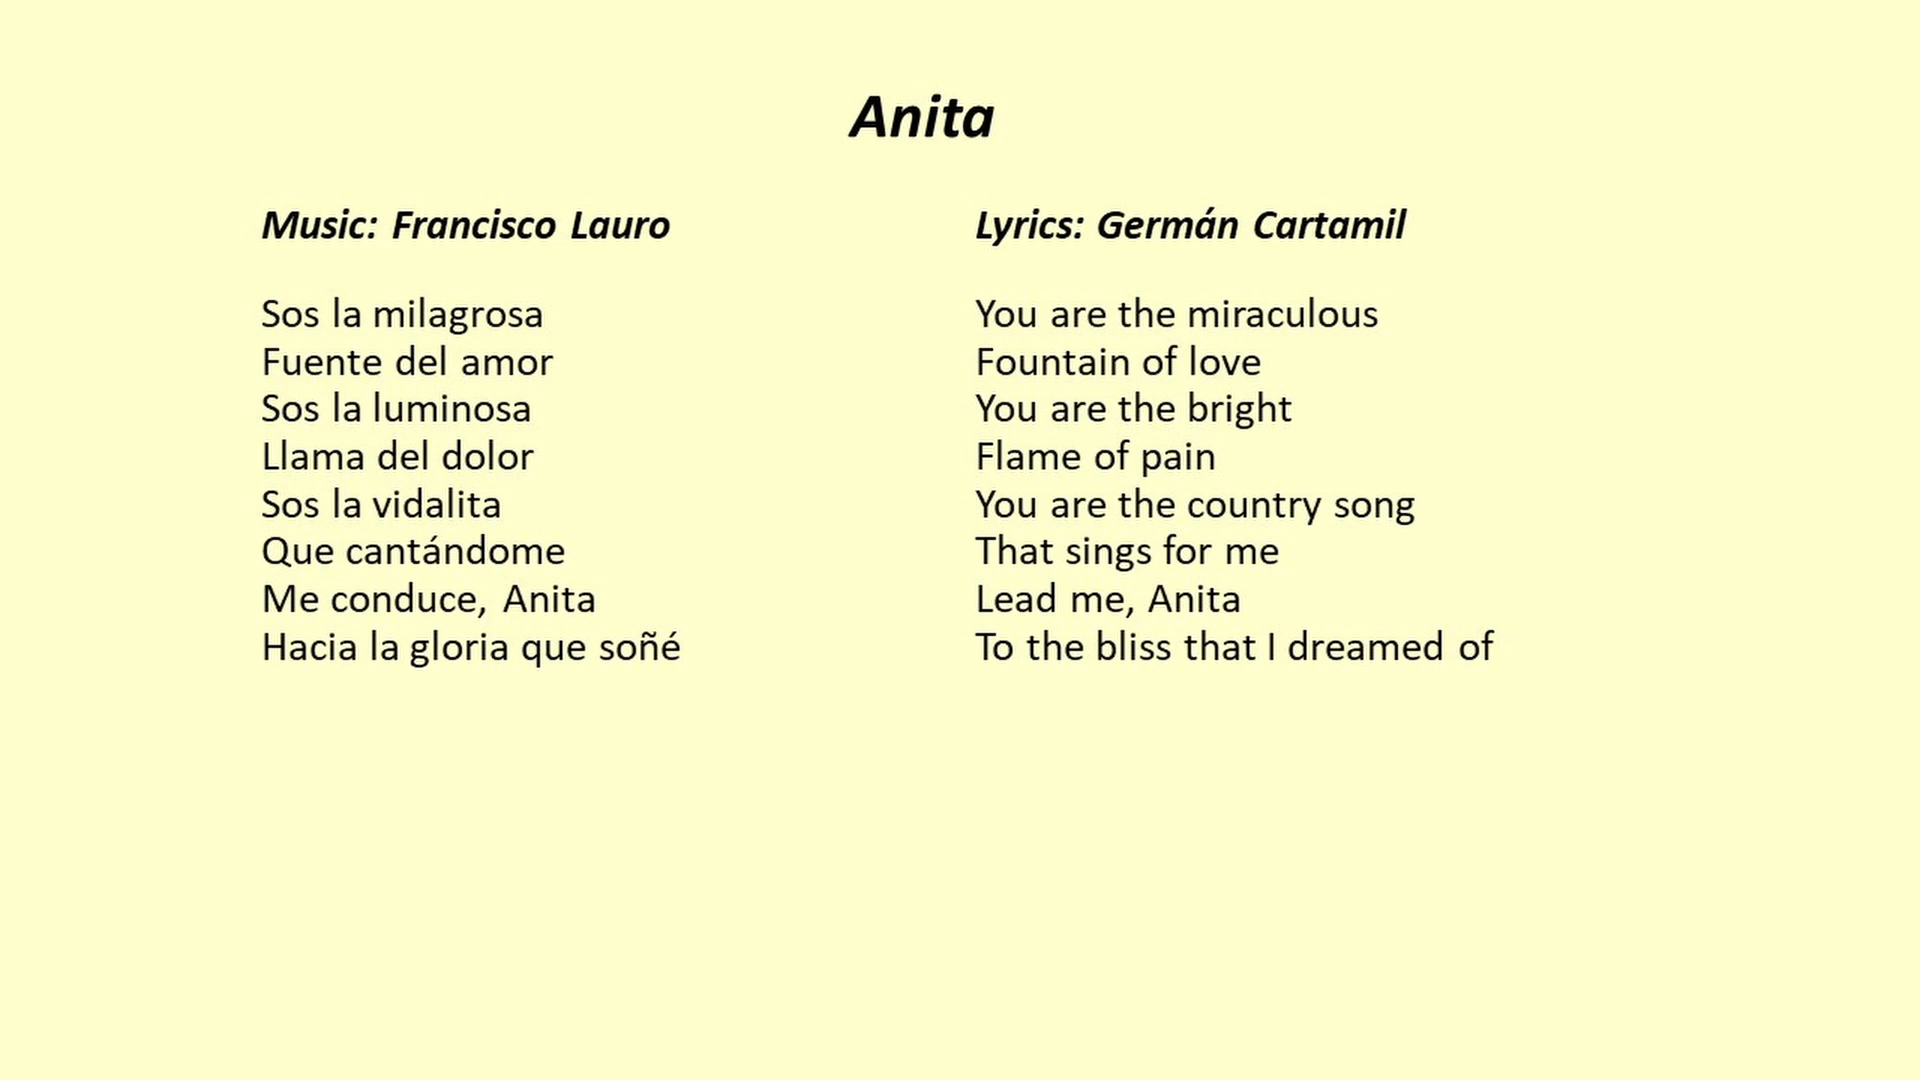 Anita
Music: Francisco Lauro
Sos la milagrosa
Fuente del amor
Sos la luminosa
Llama del dolor
Sos la vidalita
Que cantándome
Me conduce, Anita
Hacia la gloria que soñé
Lyrics: Germán Cartamil
You are the miraculous
Fountain of love
You are the bright
Flame of pain
You are the country song
That sings for me
Lead me, Anita
To the bliss that I dreamed of